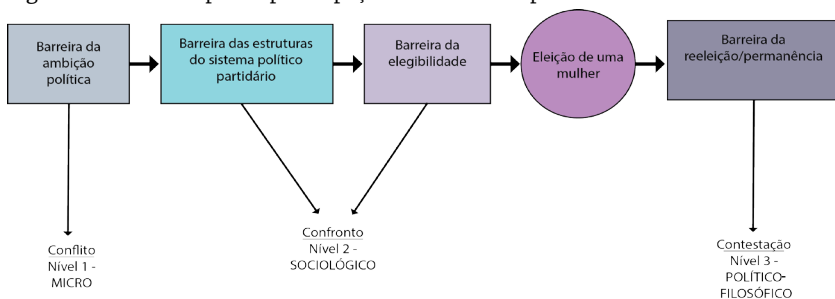 Barreira da
ambição
política
Barreira das estruturas
do sistema político
partidário
Barreira da
elegibilidade
Eleição de uma
mulher
Barreira da
reeleição/permanência
Conflito
Nível 1 -
MICRO
Confronto
Nível 2 -
SOCIOLÓGICO
Contestação
Nível 3 -
POLÍTICO-
FILOSÓFICO